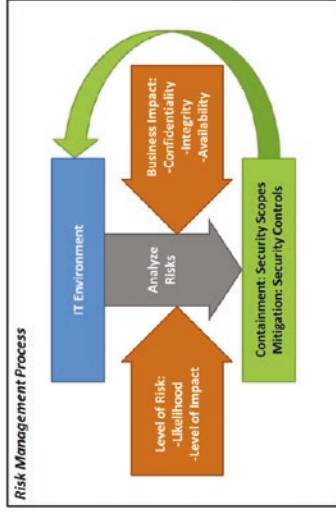 Risk Management Process
IT Environment
Level of Risk:
-Likelihood
-Level of Impact
Analyze
Risks
Business Impact:
-Confidentiality
-Integrity
-Availability
Containment: Security Scopes
Mitigation: Security Controls